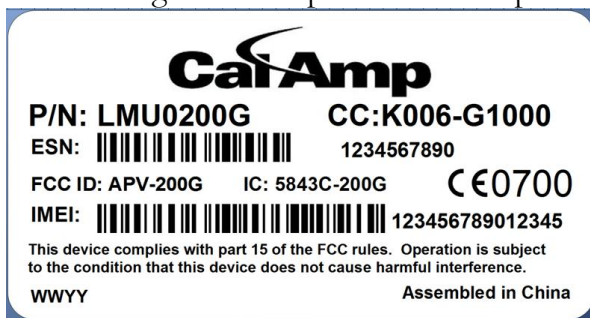 CalAmp
P/N: LMU0200G CC:K006-G1000
ESN: 1234567890
FCC ID: APV-200G IC: 5843C-200G CE0700
IMEI: 123456789012345
This device complies with part 15 of the FCC rules. Operation is subject
to the condition that this device does not cause harmful interference.
WWYY Assembled in China